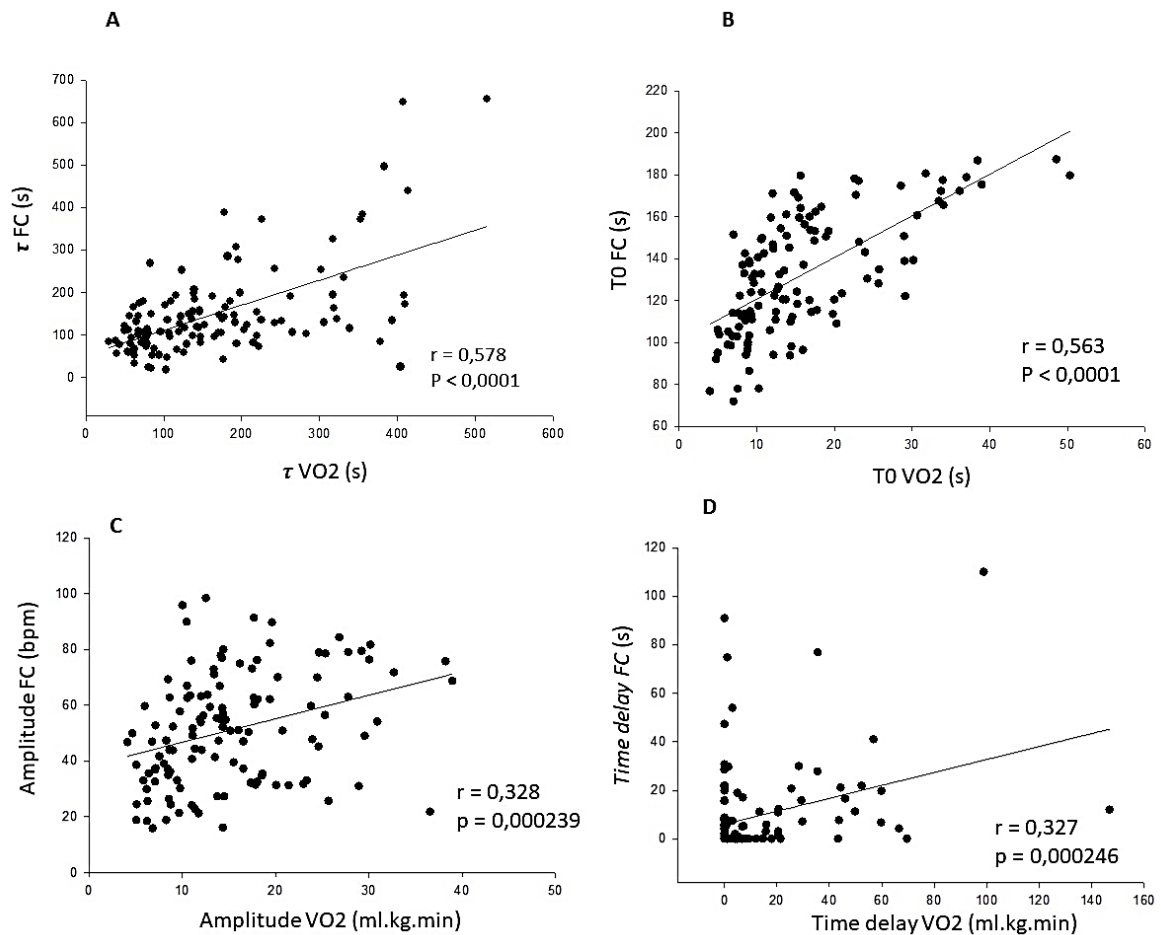 A
700
600
500
400
300
200
100
0
τ FC (s)
0 100 200 300 400 500 600
τ VO2 (s)
r = 0,578
P < 0,0001
B
220
200
180
160
140
120
100
80
60
T0 FC (s)
0 10 20 30 40 50 60
T0 VO2 (s)
r = 0,563
P < 0,0001
C
120
100
80
60
40
20
0
Amplitude FC (bpm)
0 10 20 30 40 50
Amplitude VO2 (ml.kg.min)
r = 0,328
p = 0,000239
D
120
100
80
60
40
20
0
Time delay FC (s)
0 20 40 60 80 100 120 140 160
Time delay VO2 (ml.kg.min)
r = 0,327
p = 0,000246